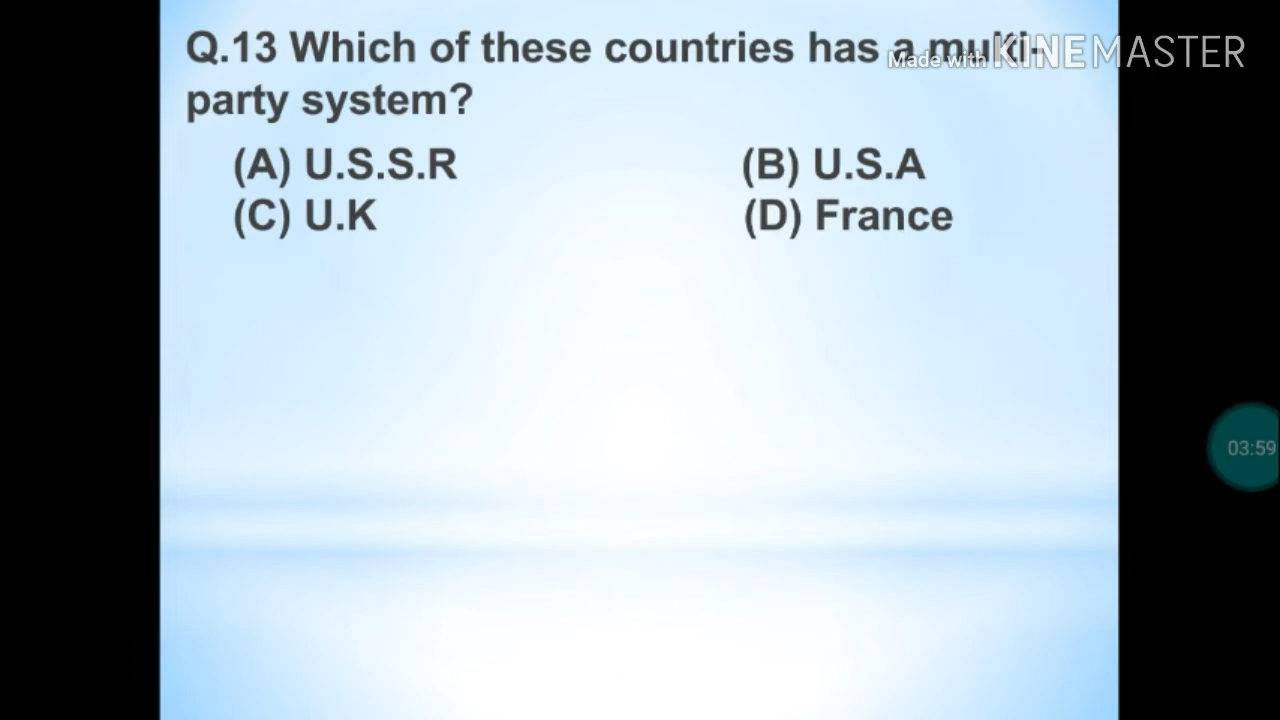 Q.13 Which of these countries has a multi-
Made with KINEMASTER
party system?
(A) U.S.S.R (B) U.S.A
(C) U.K (D) France
03:59